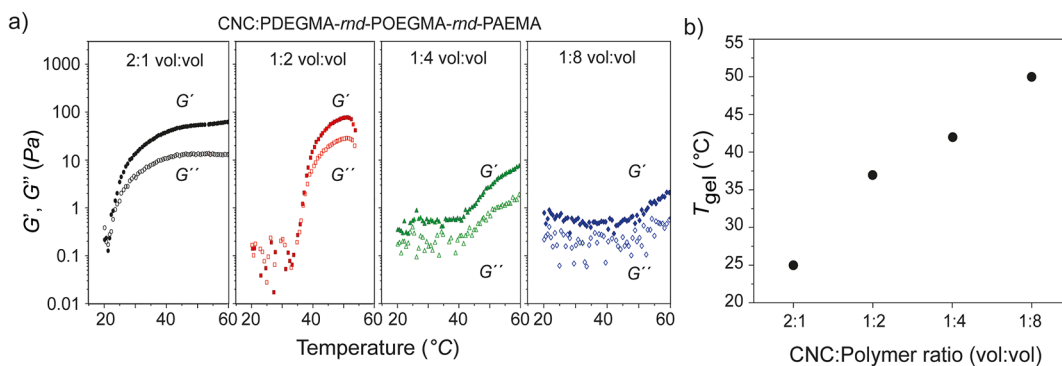 a)
CNC:PDEGMA-rnd-POEGMA-rnd-PAEMA
G′, G″ (Pa)
1000
100
10
1
0.1
0.01
2:1 vol:vol
G′
G′′
1:2 vol:vol
G′
G′′
1:4 vol:vol
G′
G′′
1:8 vol:vol
G′
G′′
20 40 60 20 40 60 20 40 60 20 40 60
Temperature (°C)
b)
Tgel (°C)
55
50
45
40
35
30
25
20
2:1 1:2 1:4 1:8
CNC:Polymer ratio (vol:vol)